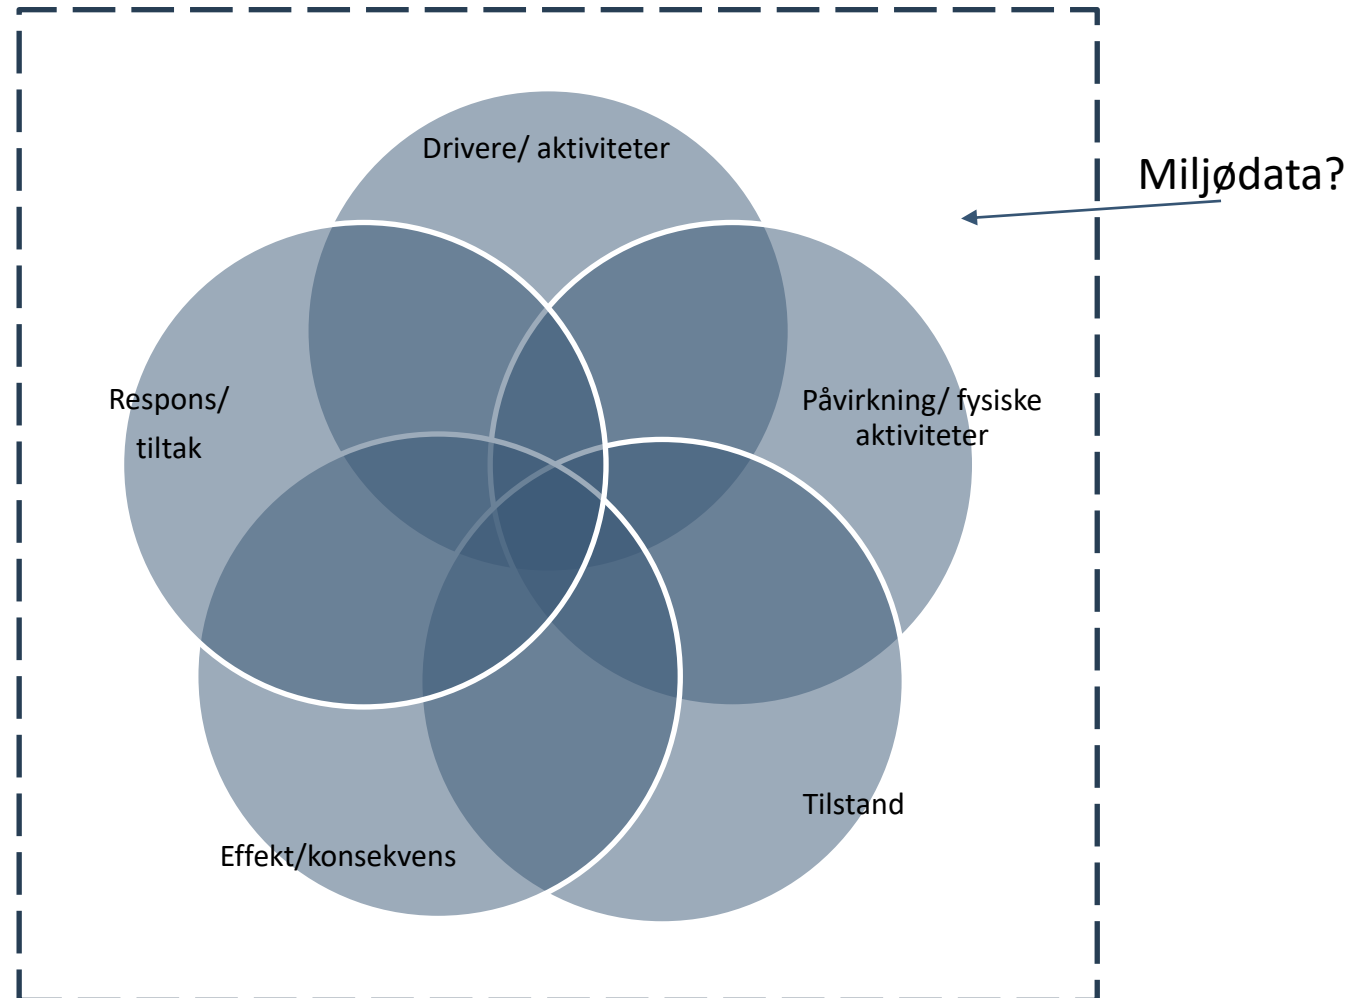 Drivere/ aktiviteter
Miljødata?
Respons/
tiltak
Påvirkning/ fysiske
aktiviteter
Tilstand
Effekt/konsekvens